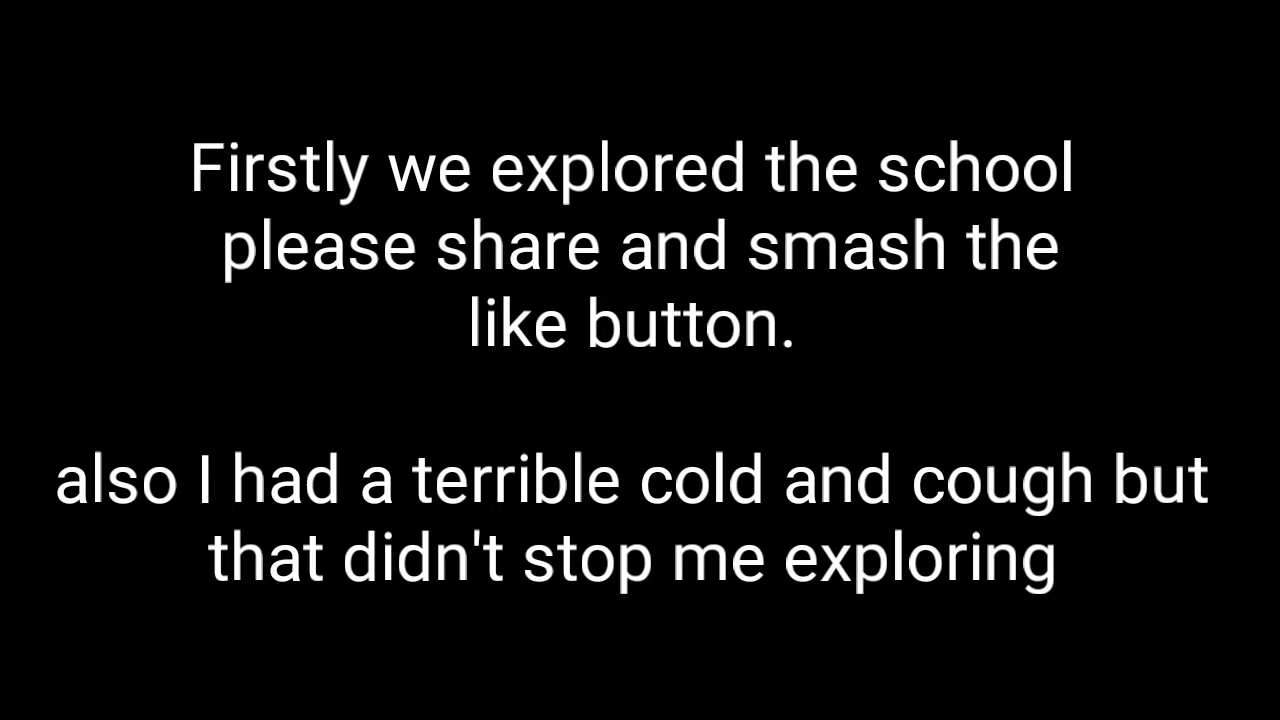 Firstly we explored the school
please share and smash the
like button.
also I had a terrible cold and cough but
that didn't stop me exploring